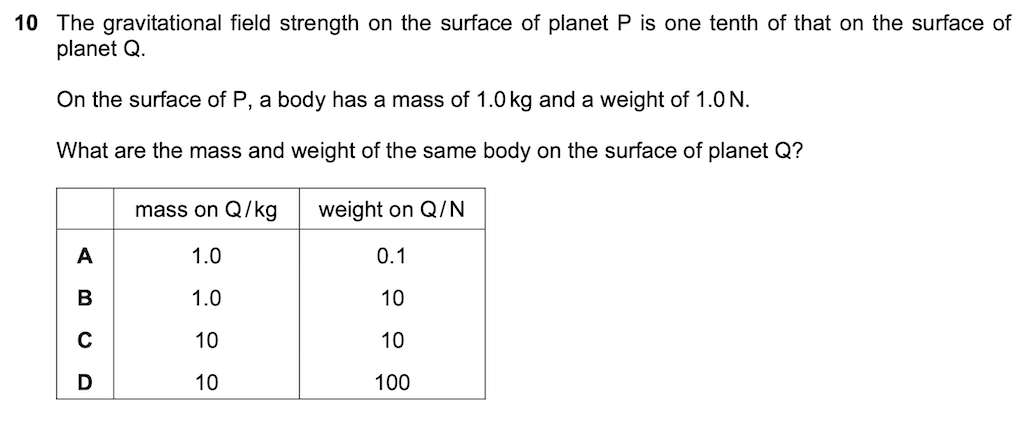 10 The gravitational field strength on the surface of planet P is one tenth of that on the surface of
planet Q.
On the surface of P, a body has a mass of 1.0 kg and a weight of 1.0 N.
What are the mass and weight of the same body on the surface of planet Q?
mass on Q / kg weight on Q / N
A 1.0 0.1
B 1.0 10
C 10 10
D 10 100